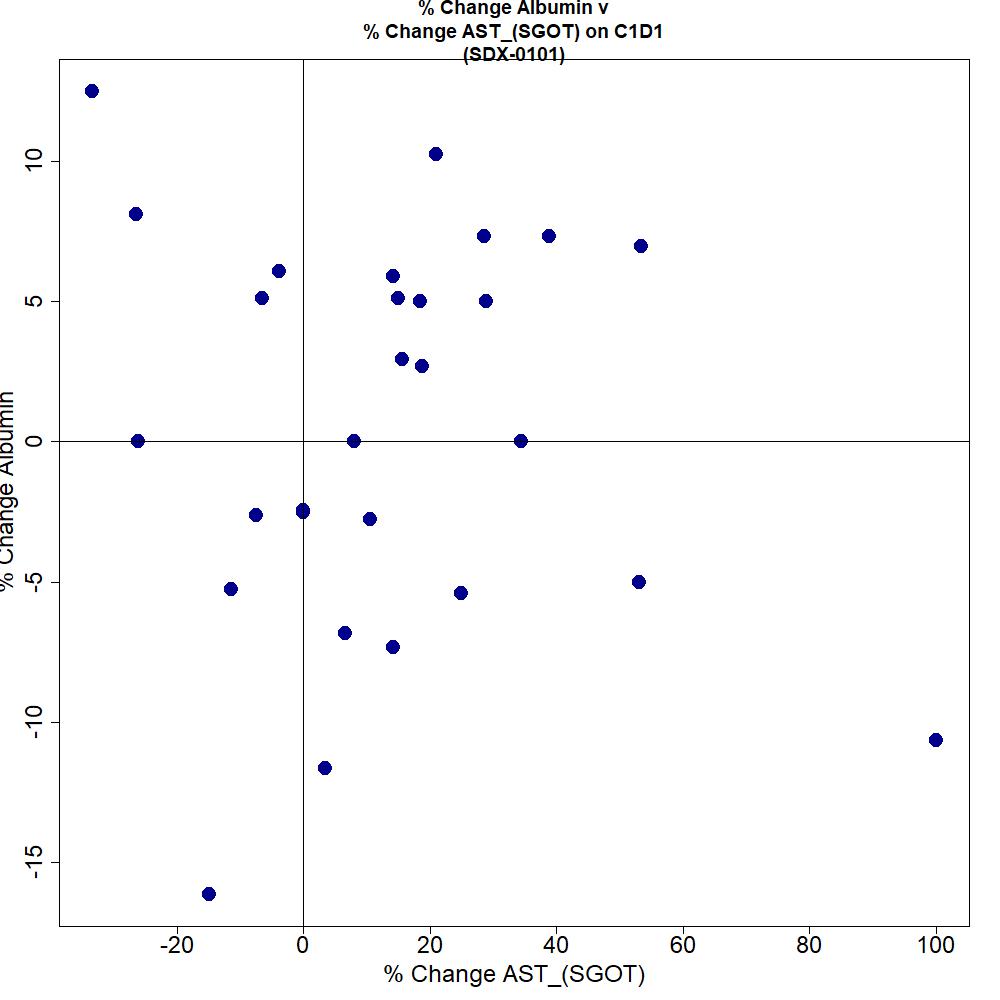 % Change Albumin v
% Change AST_(SGOT) on C1D1
(SDX-0101)
% Change Albumin
10
5
0
-5
-10
-15
-20
0
20
40
60
80
100
% Change AST_(SGOT)